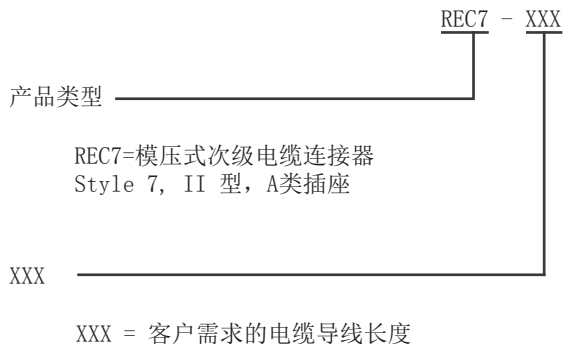 REC7 - XXX
产品类型
REC7=模压式次级电缆连接器
Style 7, II 型，A类插座
XXX
XXX = 客户需求的电缆导线长度